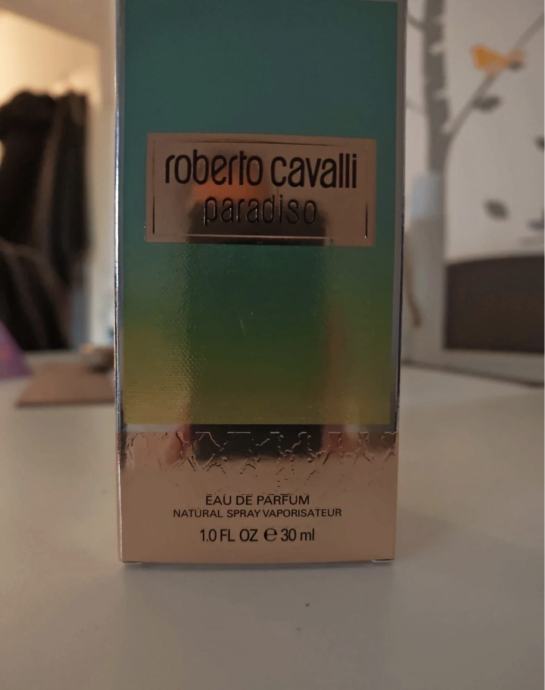 roberto cavalli
paradiso
EAU DE PARFUM
NATURAL SPRAY VAPORISATEUR
1.0 FL OZ ℮ 30 ml